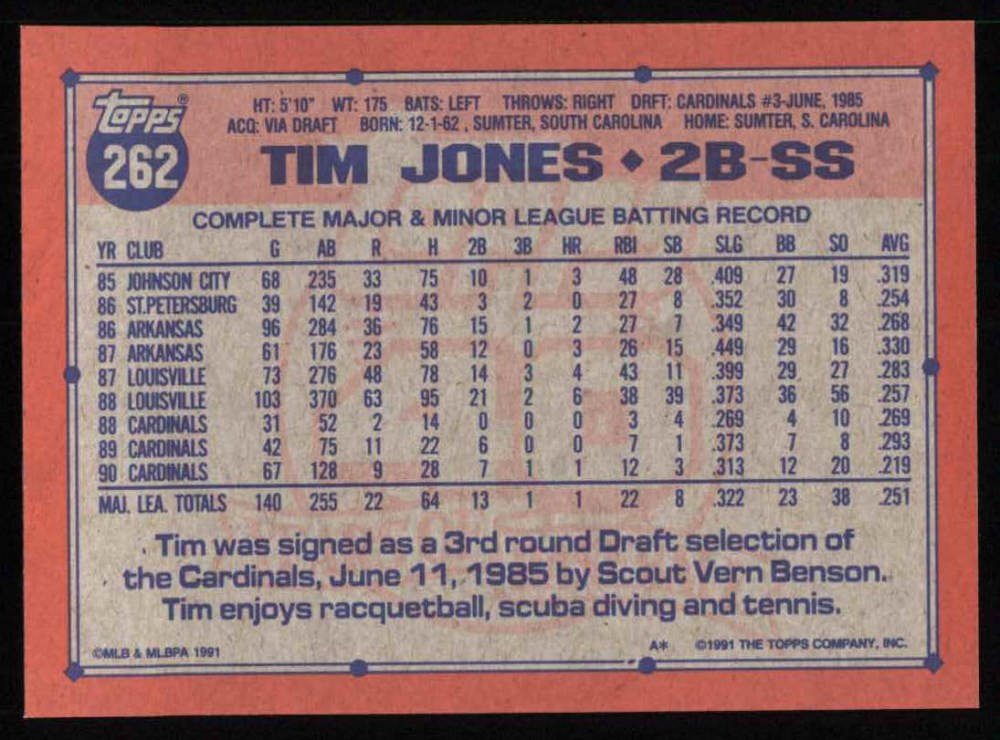 topps®
262
HT: 5'10" WT: 175 BATS: LEFT THROWS: RIGHT DRFT: CARDINALS #3-JUNE, 1985
ACQ: VIA DRAFT BORN: 12-1-62 , SUMTER, SOUTH CAROLINA HOME: SUMTER, S. CAROLINA
TIM JONES ♦ 2B-SS
COMPLETE MAJOR & MINOR LEAGUE BATTING RECORD
YR CLUB G AB R H 2B 3B HR RBI SB SLG BB SO AVG
85 JOHNSON CITY 68 235 33 75 10 1 3 48 28 .409 27 19 .319
86 ST.PETERSBURG 39 142 19 43 3 2 0 27 8 .352 30 8 .254
86 ARKANSAS 96 284 36 76 15 1 2 27 7 .349 42 32 .268
87 ARKANSAS 61 176 23 58 12 0 3 26 15 .449 29 16 .330
87 LOUISVILLE 73 276 48 78 14 3 4 43 11 .399 29 27 .283
88 LOUISVILLE 103 370 63 95 21 2 6 38 39 .373 36 56 .257
88 CARDINALS 31 52 2 14 0 0 0 3 4 .269 4 10 .269
89 CARDINALS 42 75 11 22 6 0 0 7 1 .373 7 8 .293
90 CARDINALS 67 128 9 28 7 1 1 12 3 .313 12 20 .219
MAJ. LEA. TOTALS 140 255 22 64 13 1 1 22 8 .322 23 38 .251
Tim was signed as a 3rd round Draft selection of
the Cardinals, June 11, 1985 by Scout Vern Benson.
Tim enjoys racquetball, scuba diving and tennis.
©MLB & MLBPA 1991 A* ©1991 THE TOPPS COMPANY, INC.